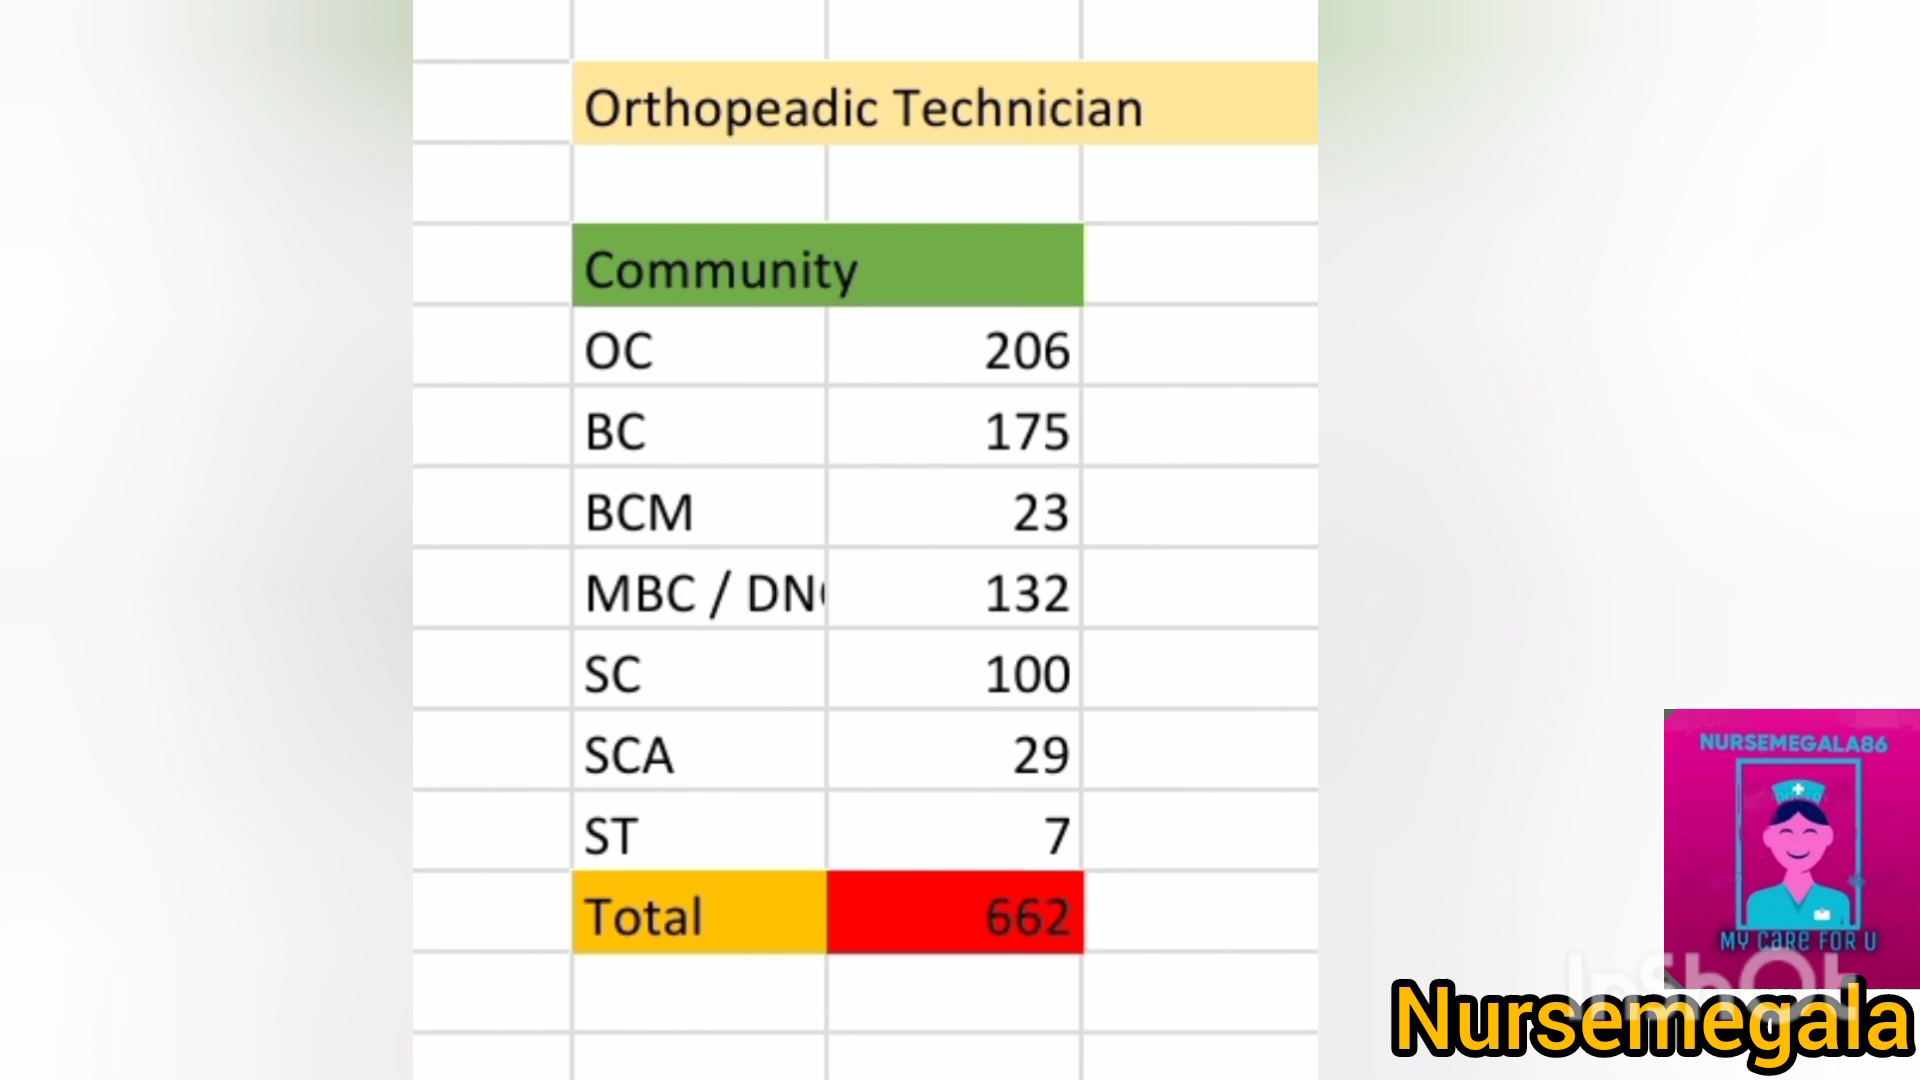 Orthopeadic Technician
Community
OC 206
BC 175
BCM 23
MBC / DN 132
SC 100
SCA 29
ST 7
Total 662
NURSEMEGALA86
MY CARE FOR U
InShOt
Nursemegala